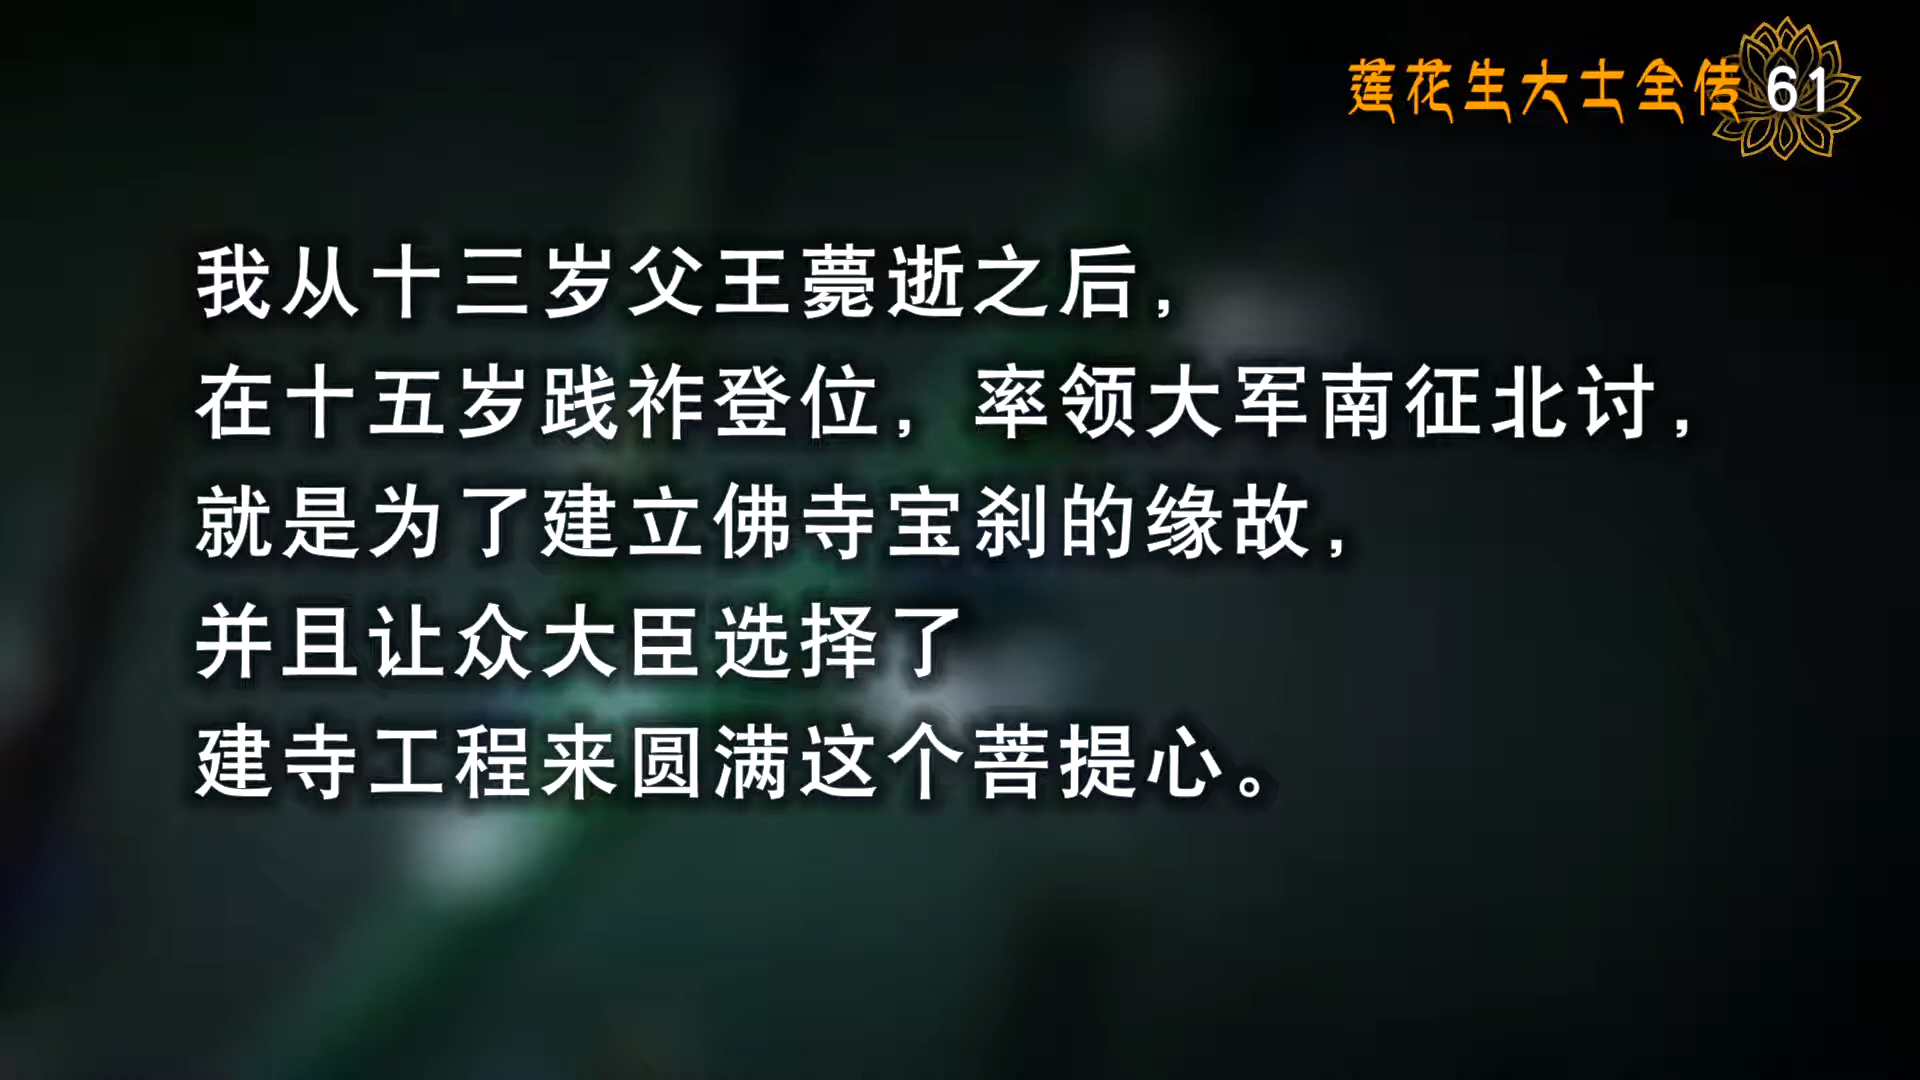 莲花生大士全传 61
我从十三岁父王薨逝之后，
在十五岁践祚登位，率领大军南征北讨，
就是为了建立佛寺宝刹的缘故，
并且让众大臣选择了
建寺工程来圆满这个菩提心。